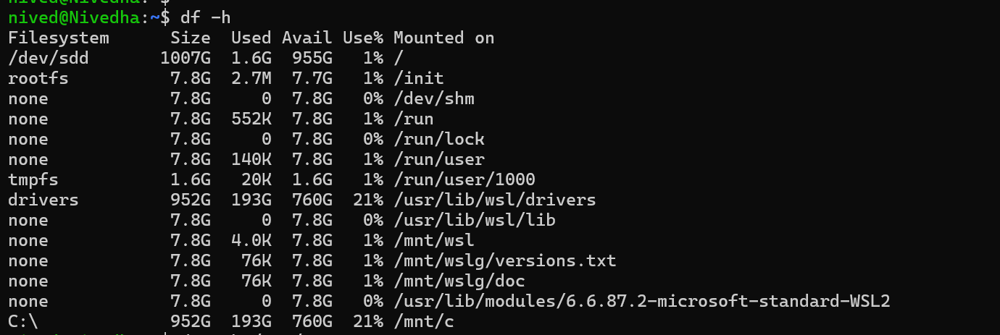 nived@Nivedha:~$ df -h
Filesystem      Size  Used Avail Use% Mounted on
/dev/sdd       1007G  1.6G  955G   1% /
rootfs          7.8G  2.7M  7.7G   1% /init
none            7.8G     0  7.8G   0% /dev/shm
none            7.8G  552K  7.8G   1% /run
none            7.8G     0  7.8G   0% /run/lock
none            7.8G  140K  7.8G   1% /run/user
tmpfs           1.6G   20K  1.6G   1% /run/user/1000
drivers         952G  193G  760G  21% /usr/lib/wsl/drivers
none            7.8G     0  7.8G   0% /usr/lib/wsl/lib
none            7.8G  4.0K  7.8G   1% /mnt/wsl
none            7.8G   76K  7.8G   1% /mnt/wslg/versions.txt
none            7.8G   76K  7.8G   1% /mnt/wslg/doc
none            7.8G     0  7.8G   0% /usr/lib/modules/6.6.87.2-microsoft-standard-WSL2
C:\             952G  193G  760G  21% /mnt/c